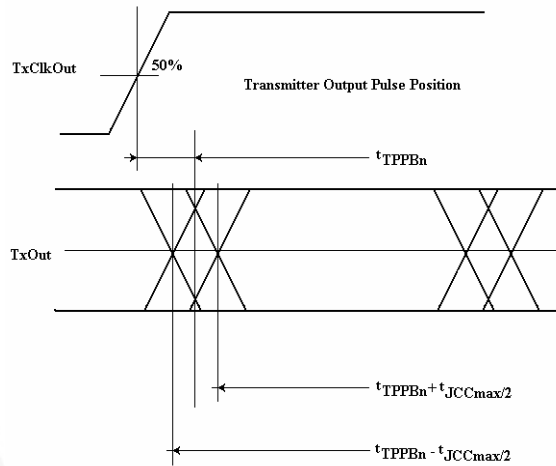 TxClkOut
50%
Transmitter Output Pulse Position
tTPPBn
TxOut
tTPPBn+tJCCmax/2
tTPPBn - tJCCmax/2